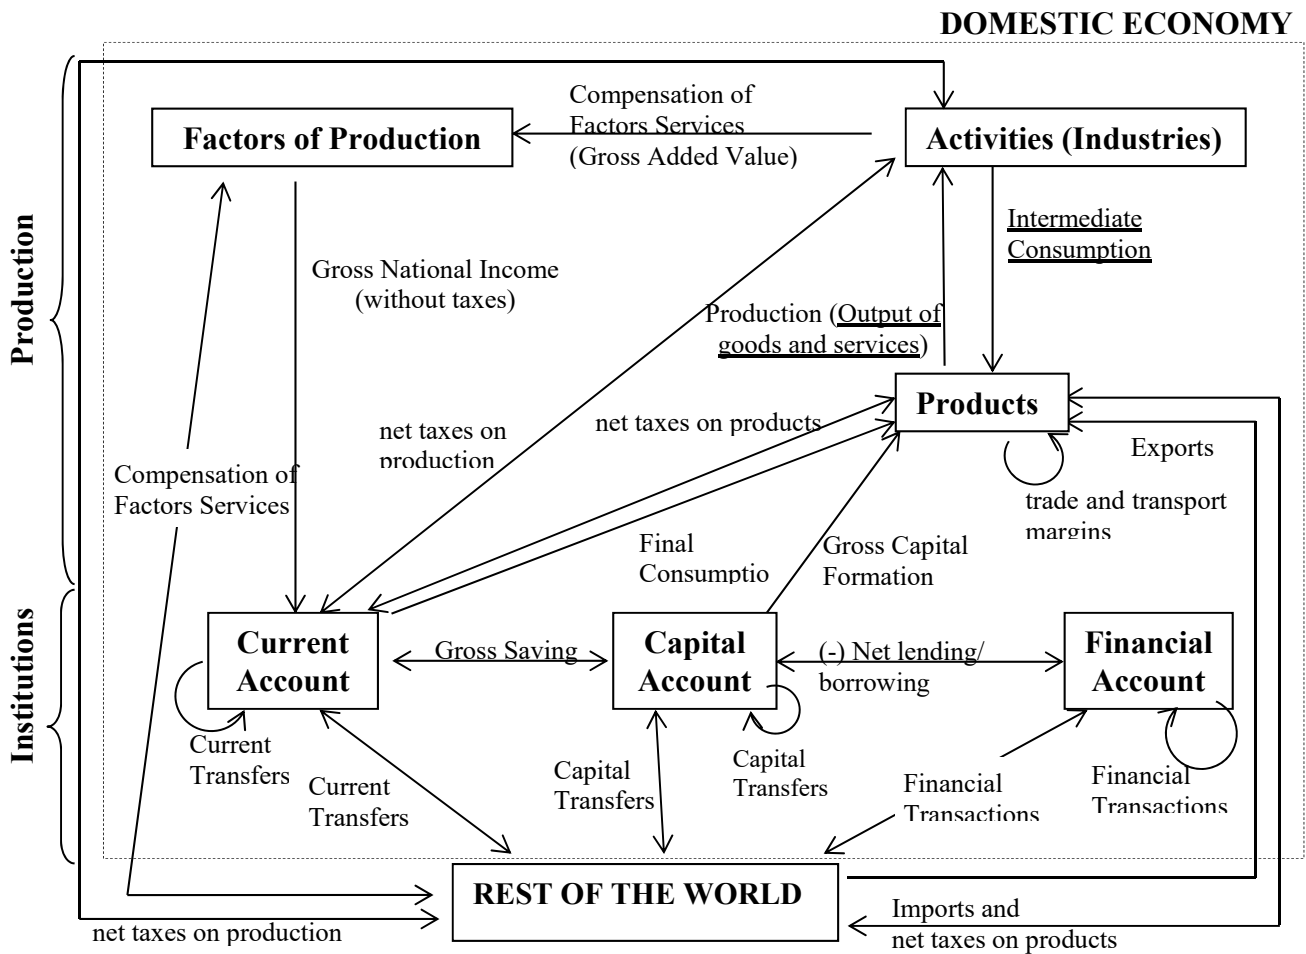 DOMESTIC ECONOMY
Compensation of
Factors Services
(Gross Added Value)
Factors of Production
Activities (Industries)
Intermediate
Consumption
Production
Gross National Income
(without taxes)
Production (Output of
goods and services)
Products
net taxes on products
net taxes on
production
Exports
Compensation of
Factors Services
trade and transport
margins
Final
Consumptio
Gross Capital
Formation
Institutions
Current
Account
Gross Saving
Capital
Account
(-) Net lending/
borrowing
Financial
Account
Current
Transfers
Current
Transfers
Capital
Transfers
Capital
Transfers
Financial
Transactions
Financial
Transactions
REST OF THE WORLD
net taxes on production
Imports and
net taxes on products